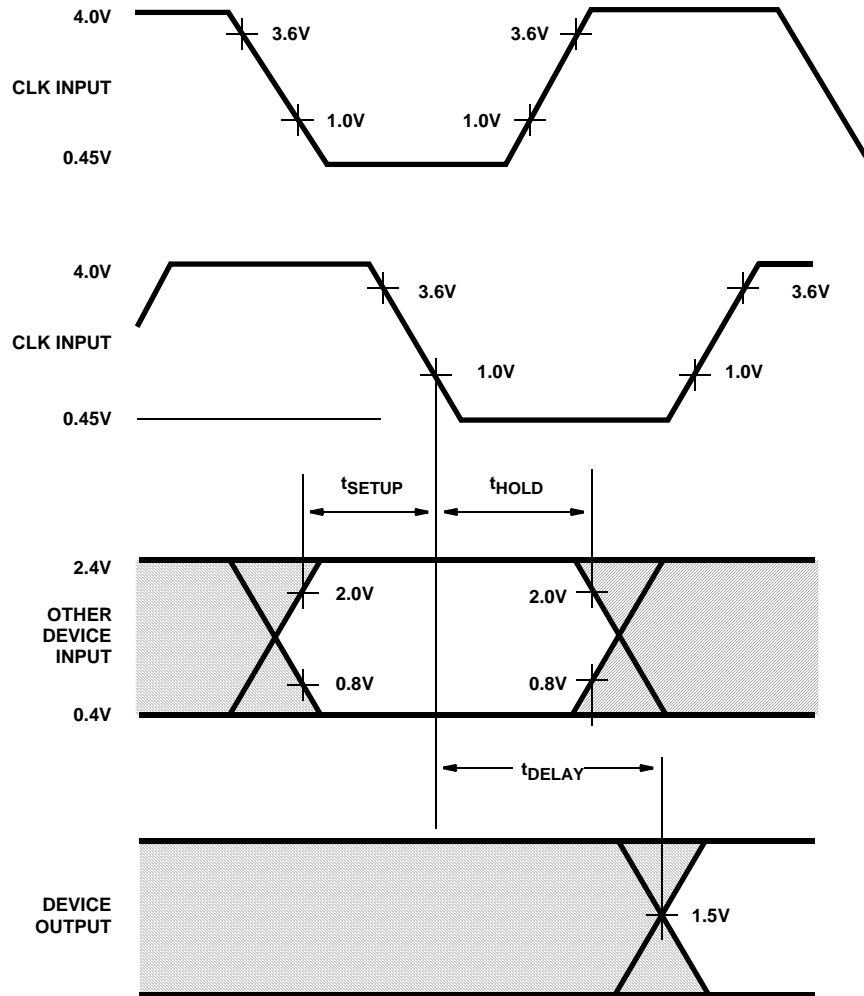 4.0V
3.6V
3.6V
CLK INPUT
1.0V
1.0V
0.45V
4.0V
3.6V
3.6V
CLK INPUT
1.0V
1.0V
0.45V
tSETUP
tHOLD
2.4V
2.0V
2.0V
OTHER
DEVICE
INPUT
0.8V
0.8V
0.4V
tDELAY
DEVICE
OUTPUT
1.5V